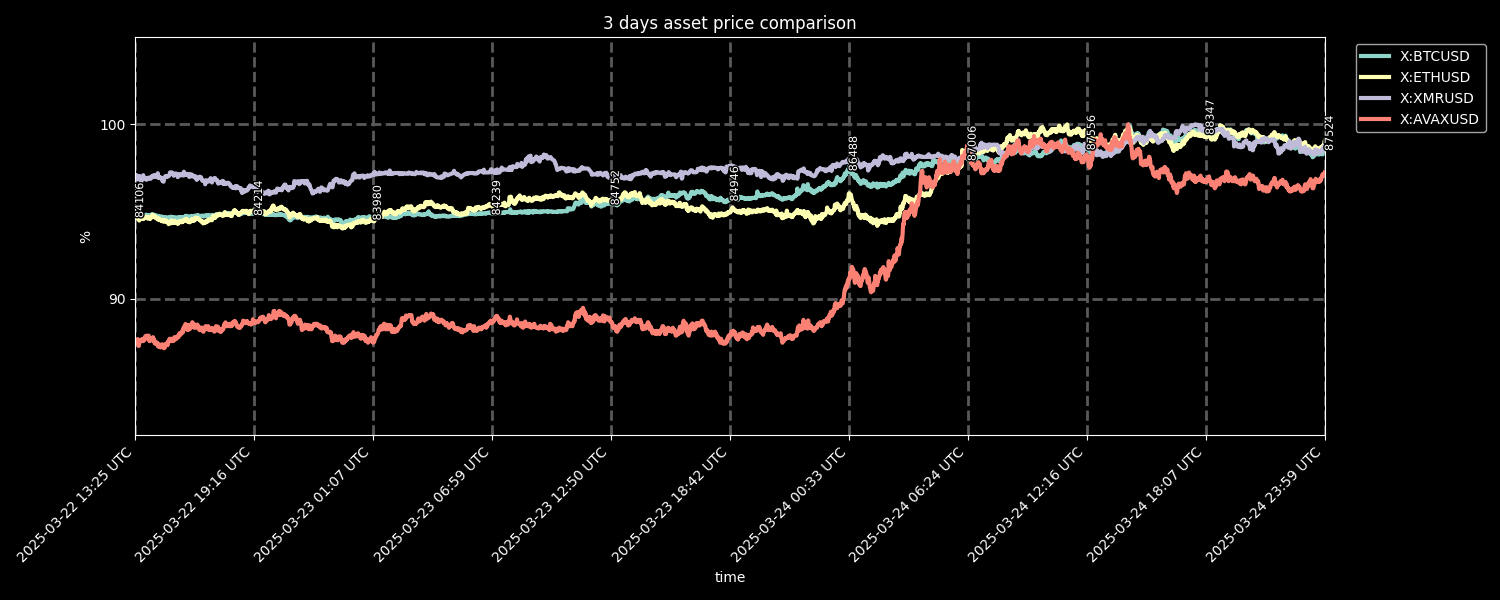 3 days asset price comparison
X:BTCUSD
X:ETHUSD
X:XMRUSD
X:AVAXUSD
100
90
%
84106
84214
83980
84239
84752
84946
86488
87006
87556
88347
87524
2025-03-22 13:25 UTC
2025-03-22 19:16 UTC
2025-03-23 01:07 UTC
2025-03-23 06:59 UTC
2025-03-23 12:50 UTC
2025-03-23 18:42 UTC
2025-03-24 00:33 UTC
2025-03-24 06:24 UTC
2025-03-24 12:16 UTC
2025-03-24 18:07 UTC
2025-03-24 23:59 UTC
time